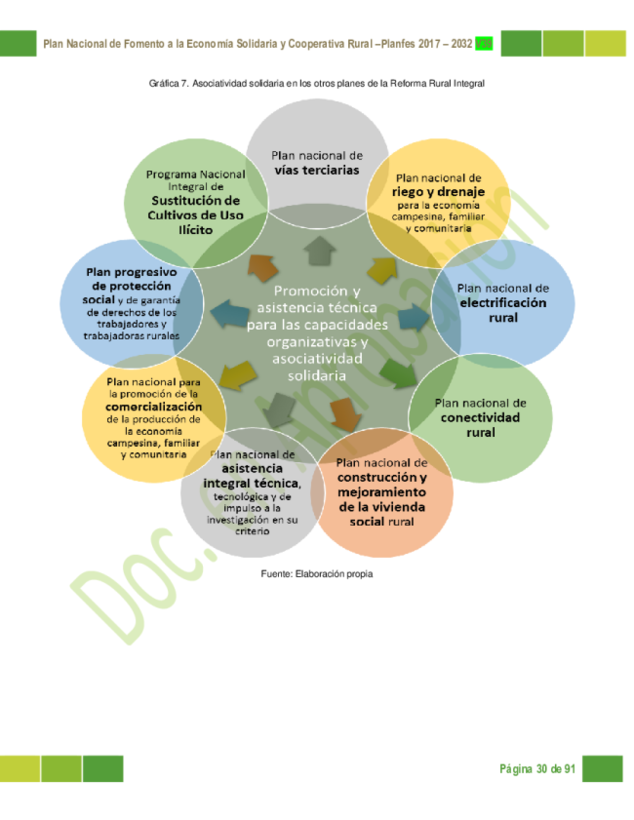 Plan Nacional de Fomento a la Economía Solidaria y Cooperativa Rural –Planfes 2017 – 2032 v39
Gráfica 7. Asociatividad solidaria en los otros planes de la Reforma Rural Integral
Plan nacional de
vías terciarias
Plan nacional de
riego y drenaje
para la economía
campesina, familiar
y comunitaria
Plan nacional de
electrificación
rural
Plan nacional de
conectividad
rural
Plan nacional de
construcción y
mejoramiento
de la vivienda
social rural
Plan nacional de
asistencia
integral técnica,
tecnológica y de
impulso a la
investigación en su
criterio
Plan nacional para
la promoción de la
comercialización
de la producción de
la economía
campesina, familiar
y comunitaria
Plan progresivo
de protección
social y de garantía
de derechos de los
trabajadores y
trabajadoras rurales
Programa Nacional
Integral de
Sustitución de
Cultivos de Uso
Ilícito
Promoción y
asistencia técnica
para las capacidades
organizativas y
asociatividad
solidaria
Fuente: Elaboración propia
Página 30 de 91